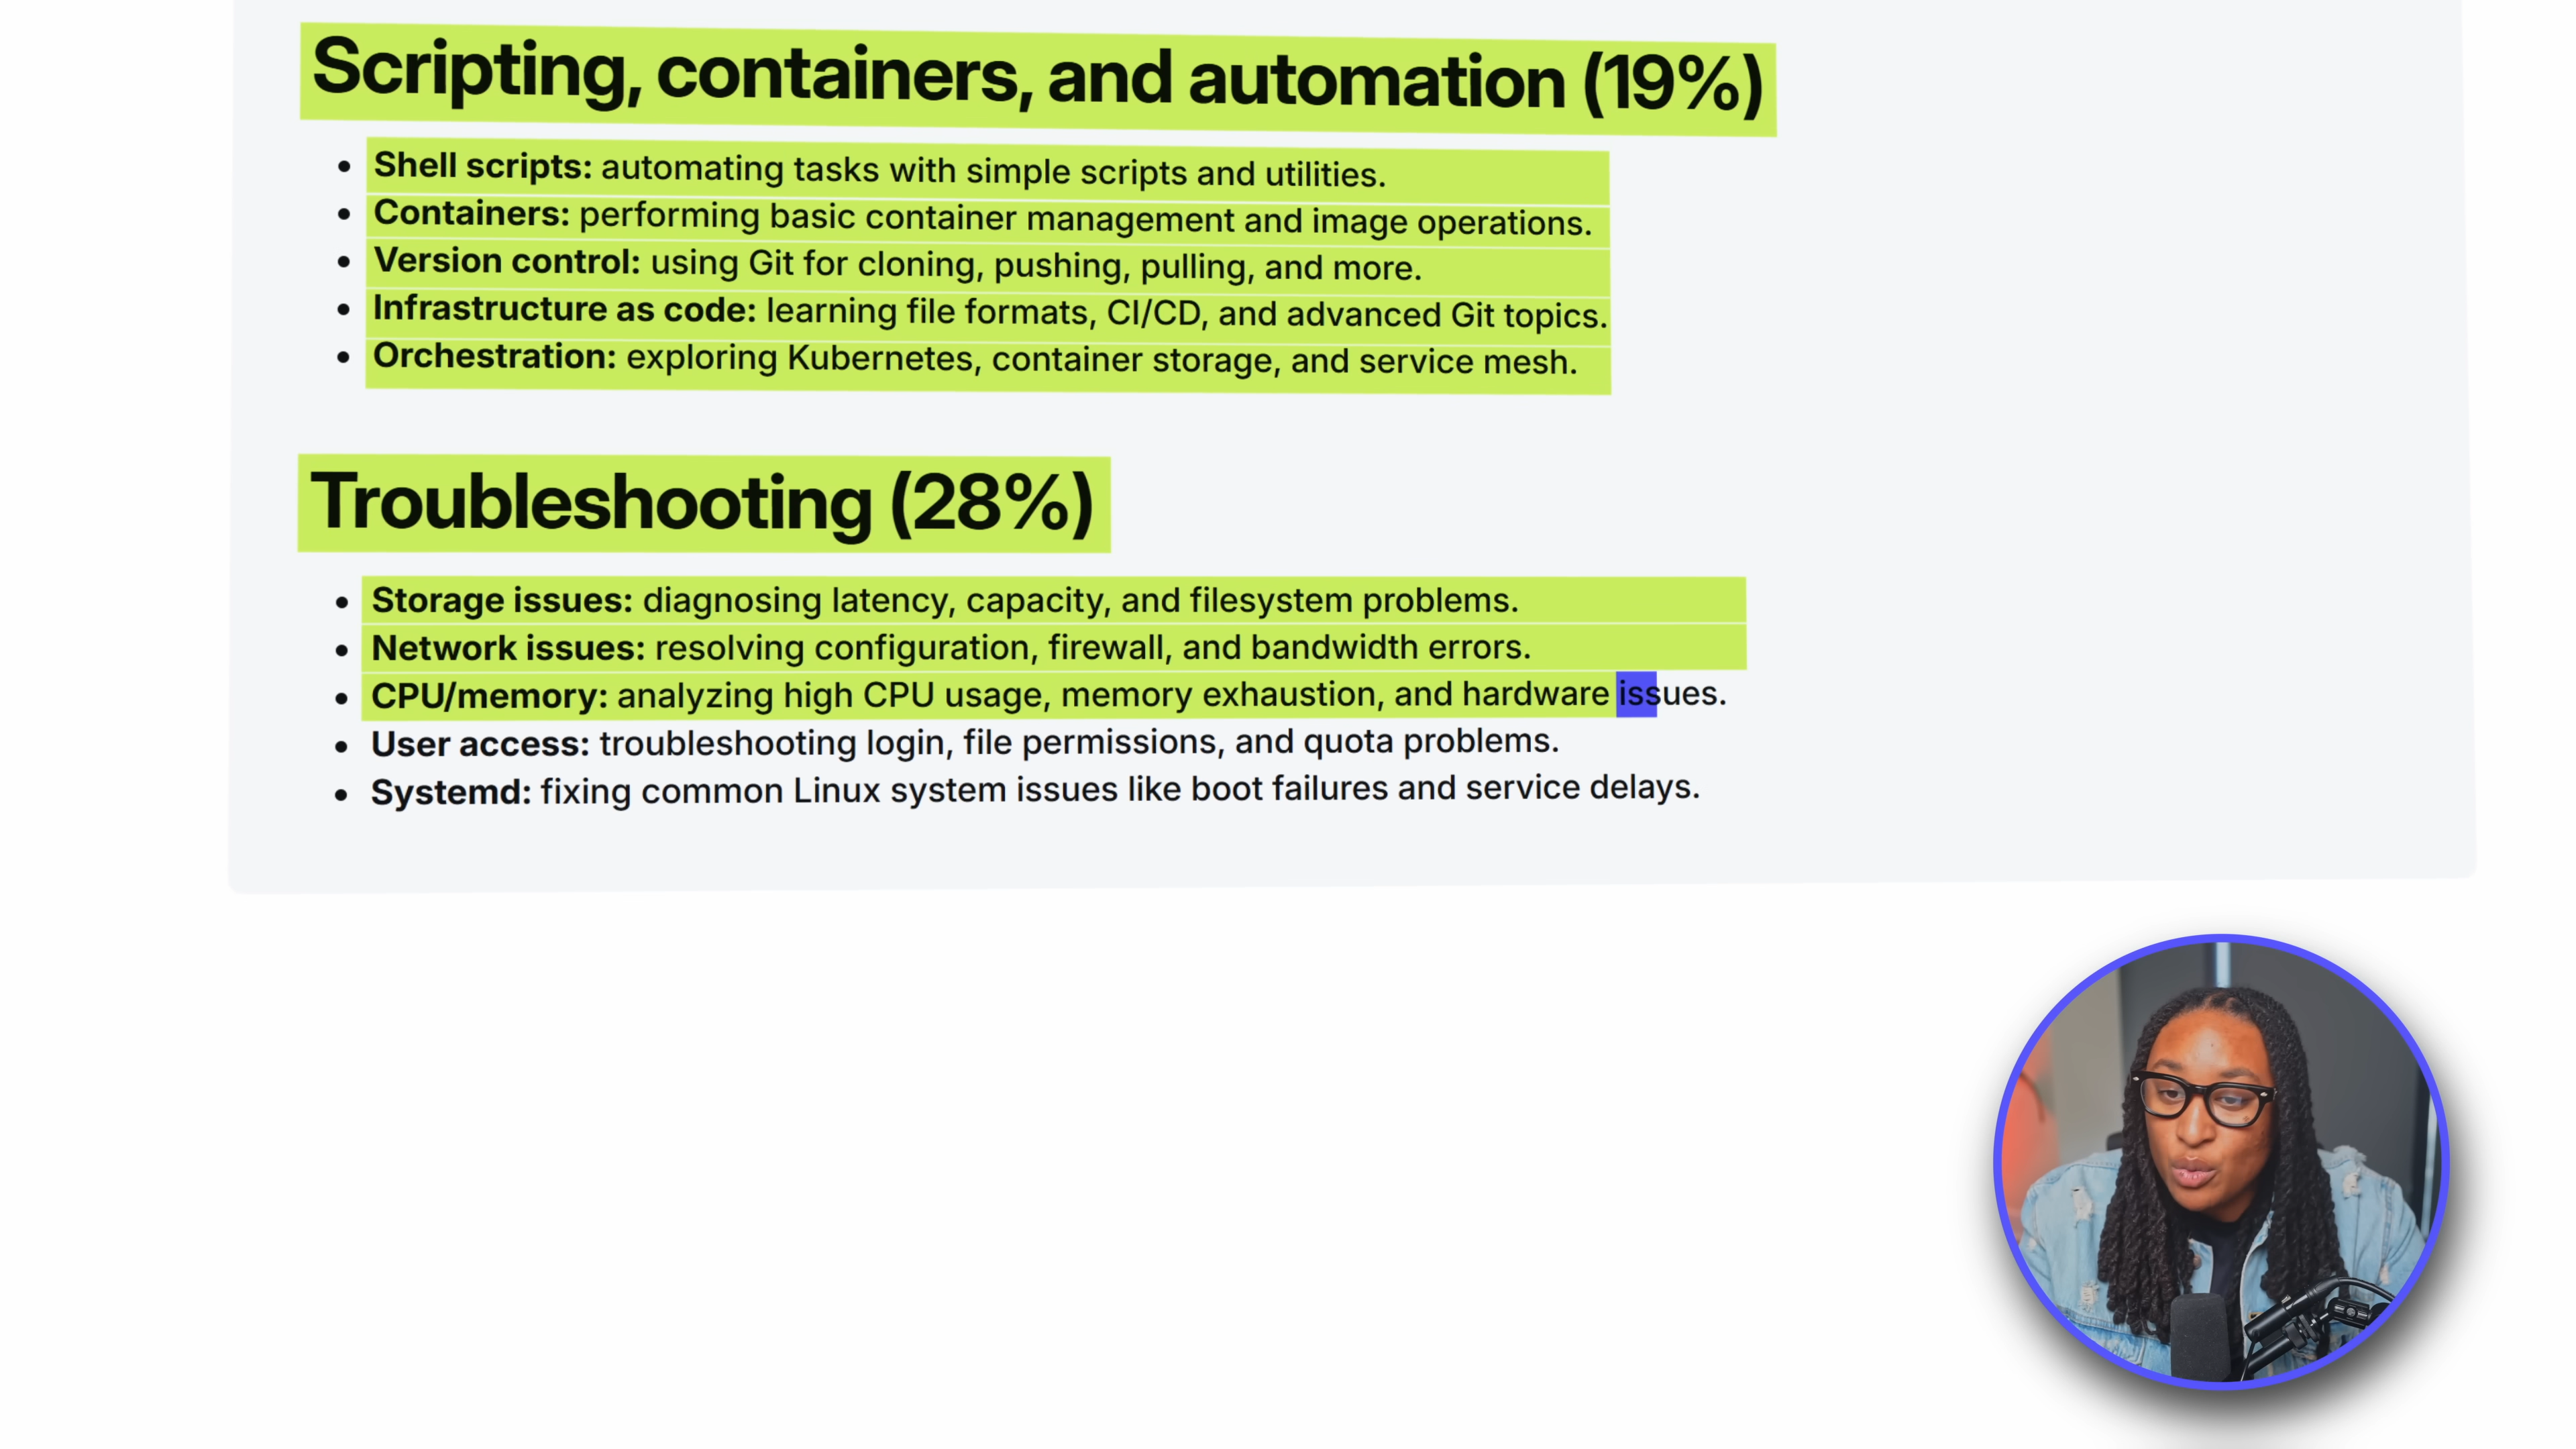 Scripting, containers, and automation (19%)
Shell scripts: automating tasks with simple scripts and utilities.
Containers: performing basic container management and image operations.
Version control: using Git for cloning, pushing, pulling, and more.
Infrastructure as code: learning file formats, CI/CD, and advanced Git topics.
Orchestration: exploring Kubernetes, container storage, and service mesh.
Troubleshooting (28%)
Storage issues: diagnosing latency, capacity, and filesystem problems.
Network issues: resolving configuration, firewall, and bandwidth errors.
CPU/memory: analyzing high CPU usage, memory exhaustion, and hardware issues.
User access: troubleshooting login, file permissions, and quota problems.
Systemd: fixing common Linux system issues like boot failures and service delays.